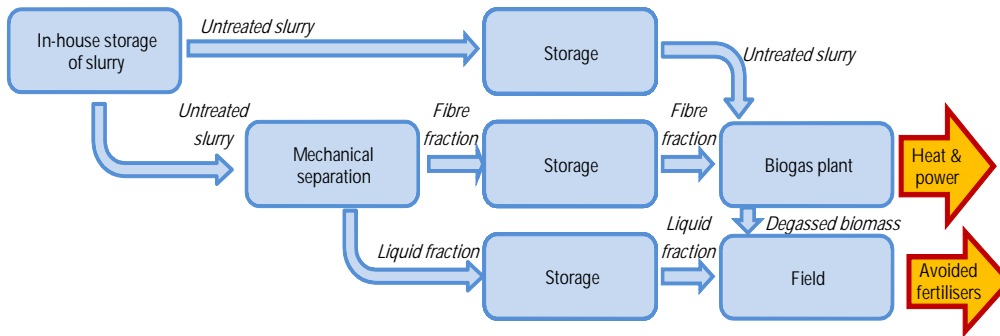 In-house storage
of slurry
Untreated slurry
Storage
Untreated slurry
Untreated
slurry
Mechanical
separation
Fibre
fraction
Storage
Fibre
fraction
Biogas plant
Heat &
power
Liquid fraction
Storage
Liquid
fraction
Degassed biomass
Field
Avoided
fertilisers